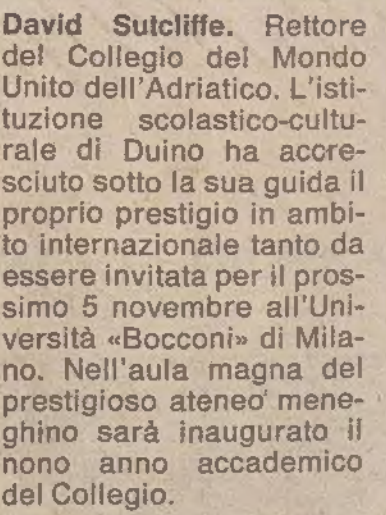 David Sutcliffe. Rettore
del Collegio del Mondo
Unito dell'Adriatico. L'isti-
tuzione scolastico-cultu-
rale di Duino ha accre-
sciuto sotto la sua guida il
proprio prestigio in ambi-
to internazionale tanto da
essere invitata per il pros-
simo 5 novembre all'Uni-
versità «Bocconi» di Mila-
no. Nell'aula magna del
prestigioso ateneo mene-
ghino sarà inaugurato il
nono anno accademico
del Collegio.